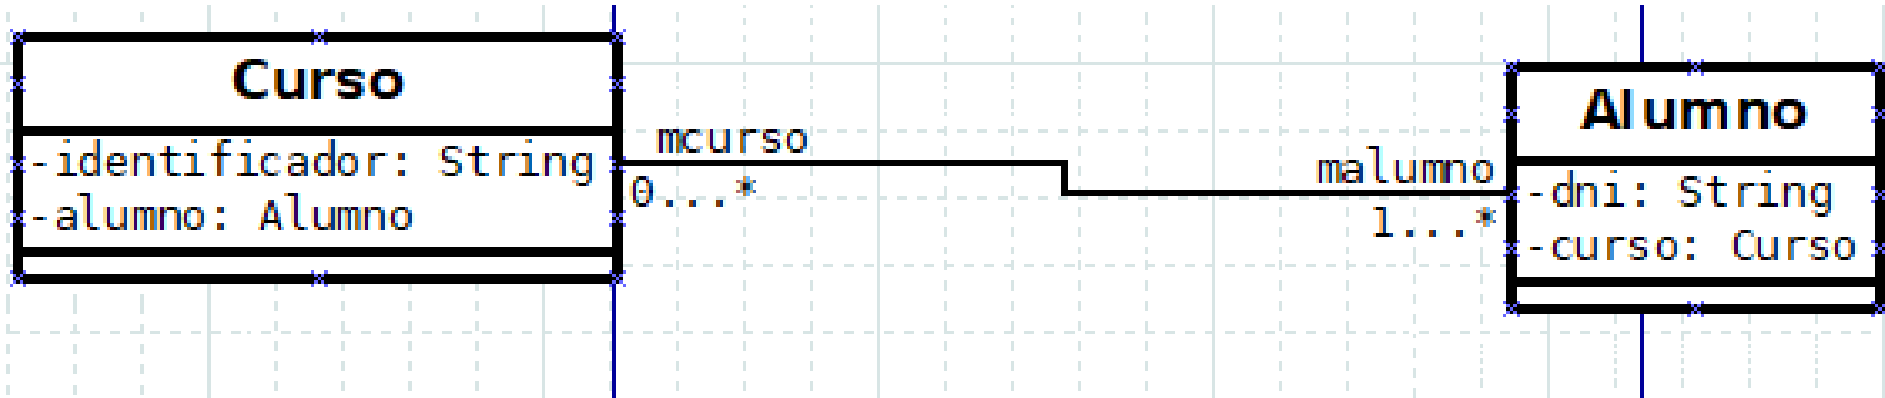 Curso
-identificador: String
-alumno: Alumno
mcurso
0...*
malumno
1...*
Alumno
-dni: String
-curso: Curso